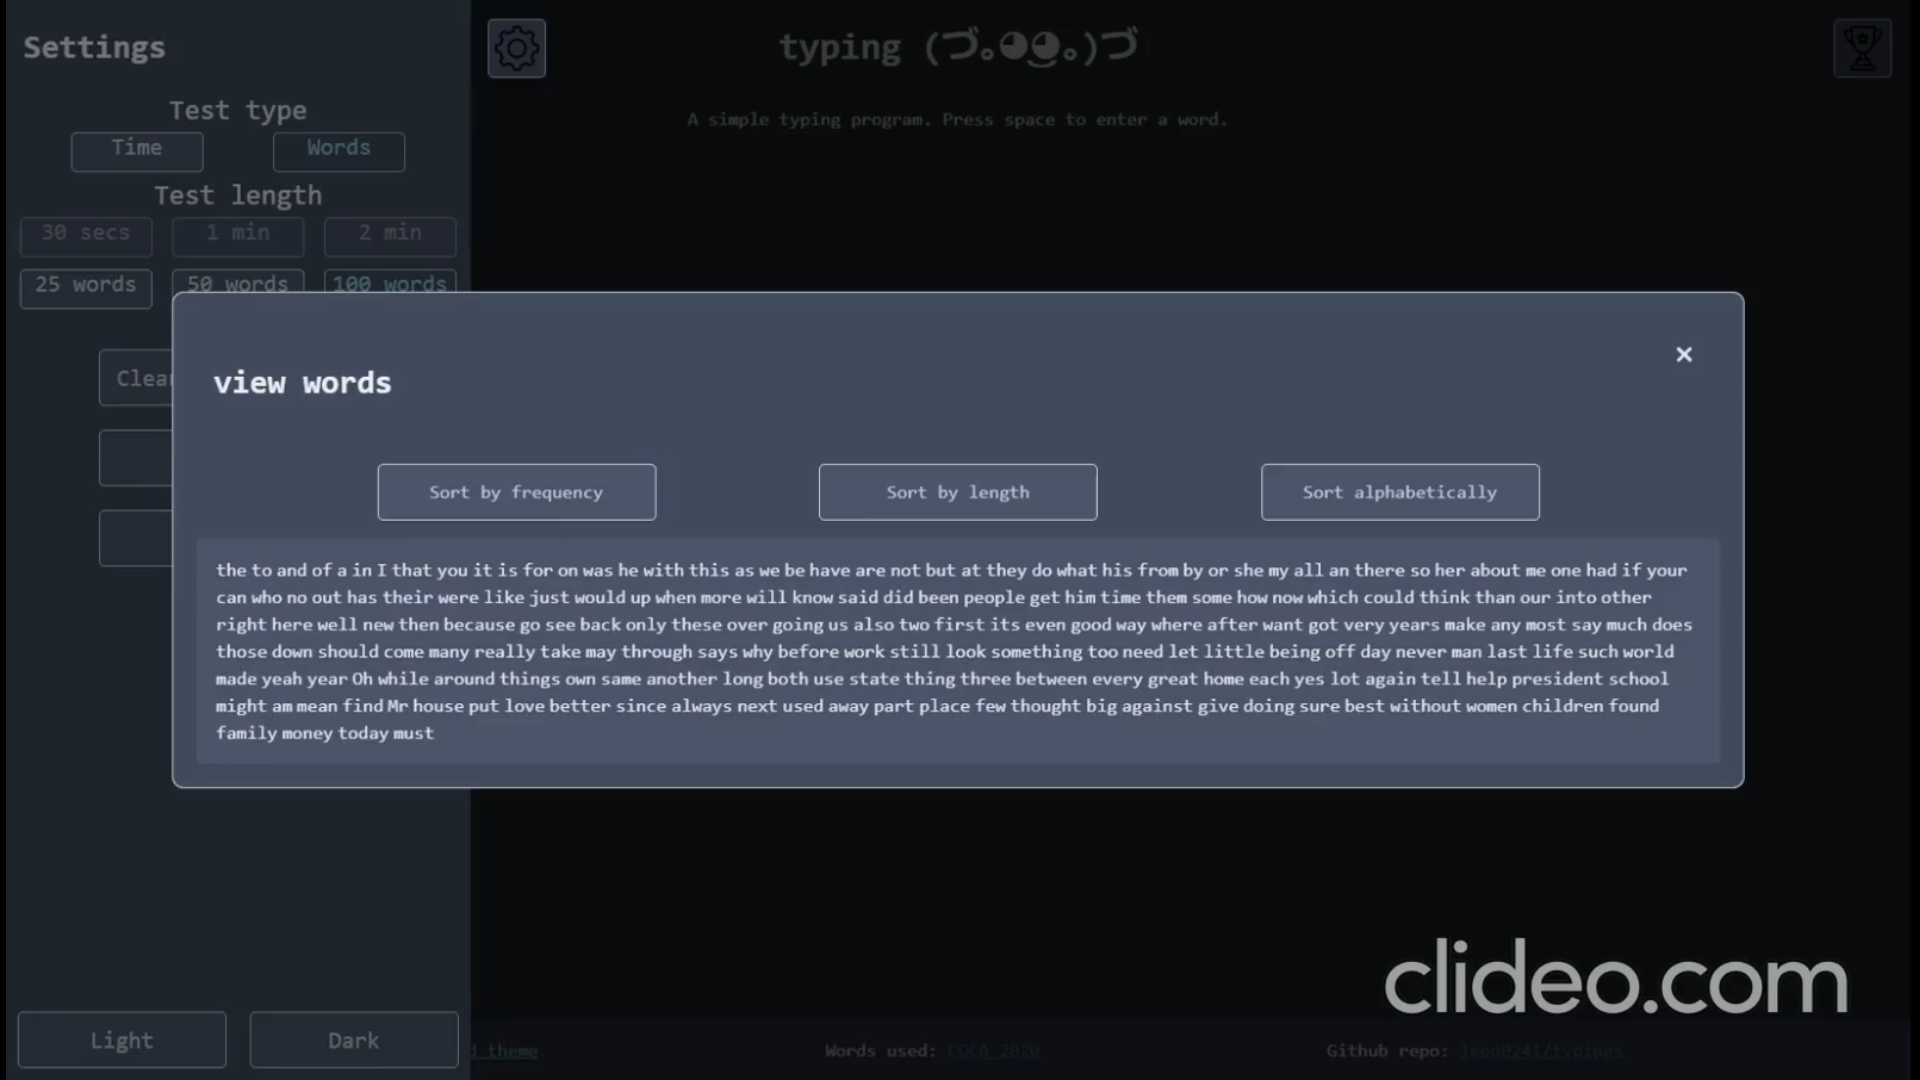 Settings
typing (づ｡◕‿◕｡)づ
A simple typing program. Press space to enter a word.
Test type
Time Words
Test length
30 secs 1 min 2 min
25 words 50 words 100 words
view words
×
Sort by frequency Sort by length Sort alphabetically
the to and of a in I that you it is for on was he with this as we be have are not but at they do what his from by or she my all an there so her about me one had if your
can who no out has their were like just would up when more will know said did been people get him time them some how now which could think than our into other
right here well new then because go see back only these over going us also two first its even good way where after want got very years make any most say much does
those down should come many really take may through says why before work still look something too need let little being off day never man last life such world
made yeah year Oh while around things own same another long both use state thing three between every great home each yes lot again tell help president school
might am mean find Mr house put love better since always next used away part place few thought big against give doing sure best without women children found
family money today must
Light Dark
theme
Words used: COCA 2020
Github repo: leon0241/typings
clideo.com